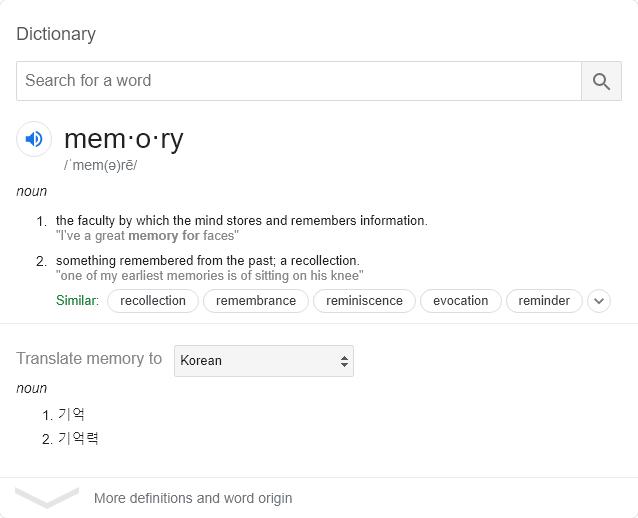 Dictionary
Search for a word
mem·o·ry
/ˈmem(ə)rē/
noun
1. the faculty by which the mind stores and remembers information.
"I've a great memory for faces"
2. something remembered from the past; a recollection.
"one of my earliest memories is of sitting on his knee"
Similar: recollection remembrance reminiscence evocation reminder
Translate memory to Korean
noun
1. 기억
2. 기억력
More definitions and word origin